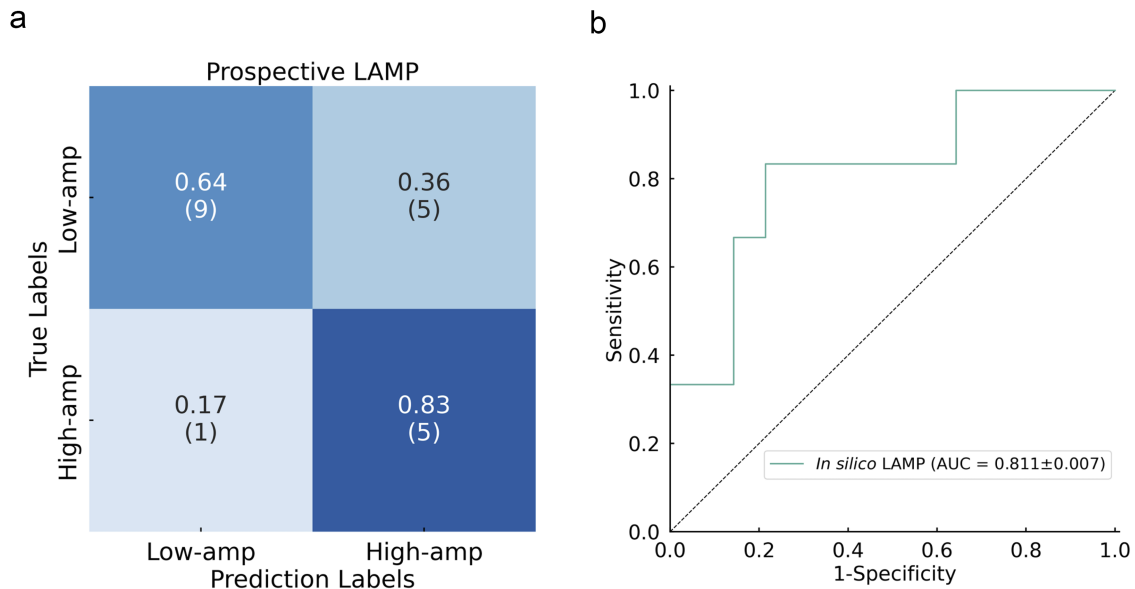 a
Prospective LAMP
True Labels
Low-amp
High-amp
0.64
(9)
0.36
(5)
0.17
(1)
0.83
(5)
Low-amp
High-amp
Prediction Labels
b
Sensitivity
1.0
0.8
0.6
0.4
0.2
0.0
In silico LAMP (AUC = 0.811±0.007)
0.0
0.2
0.4
0.6
0.8
1.0
1-Specificity